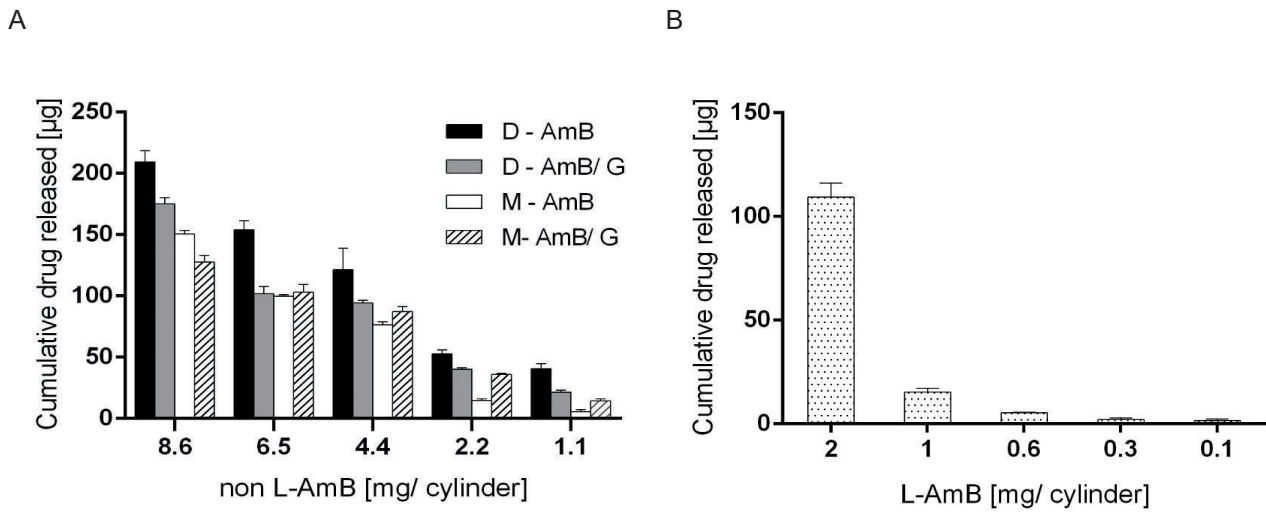 A
Cumulative drug released [µg]
250
200
150
100
50
0
8.6 6.5 4.4 2.2 1.1
non L-AmB [mg/ cylinder]
D - AmB
D - AmB/ G
M - AmB
M- AmB/ G
B
Cumulative drug released [µg]
150
100
50
0
2 1 0.6 0.3 0.1
L-AmB [mg/ cylinder]